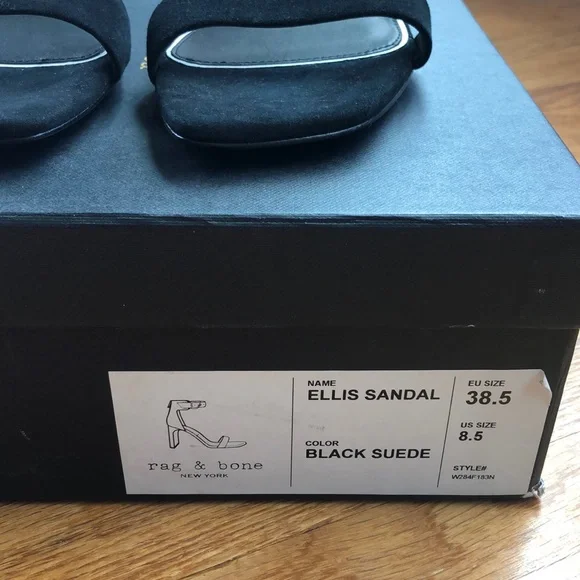 rag & bone
NEW YORK
NAME
ELLIS SANDAL
COLOR
BLACK SUEDE
EU SIZE
38.5
US SIZE
8.5
STYLE#
W284F183N